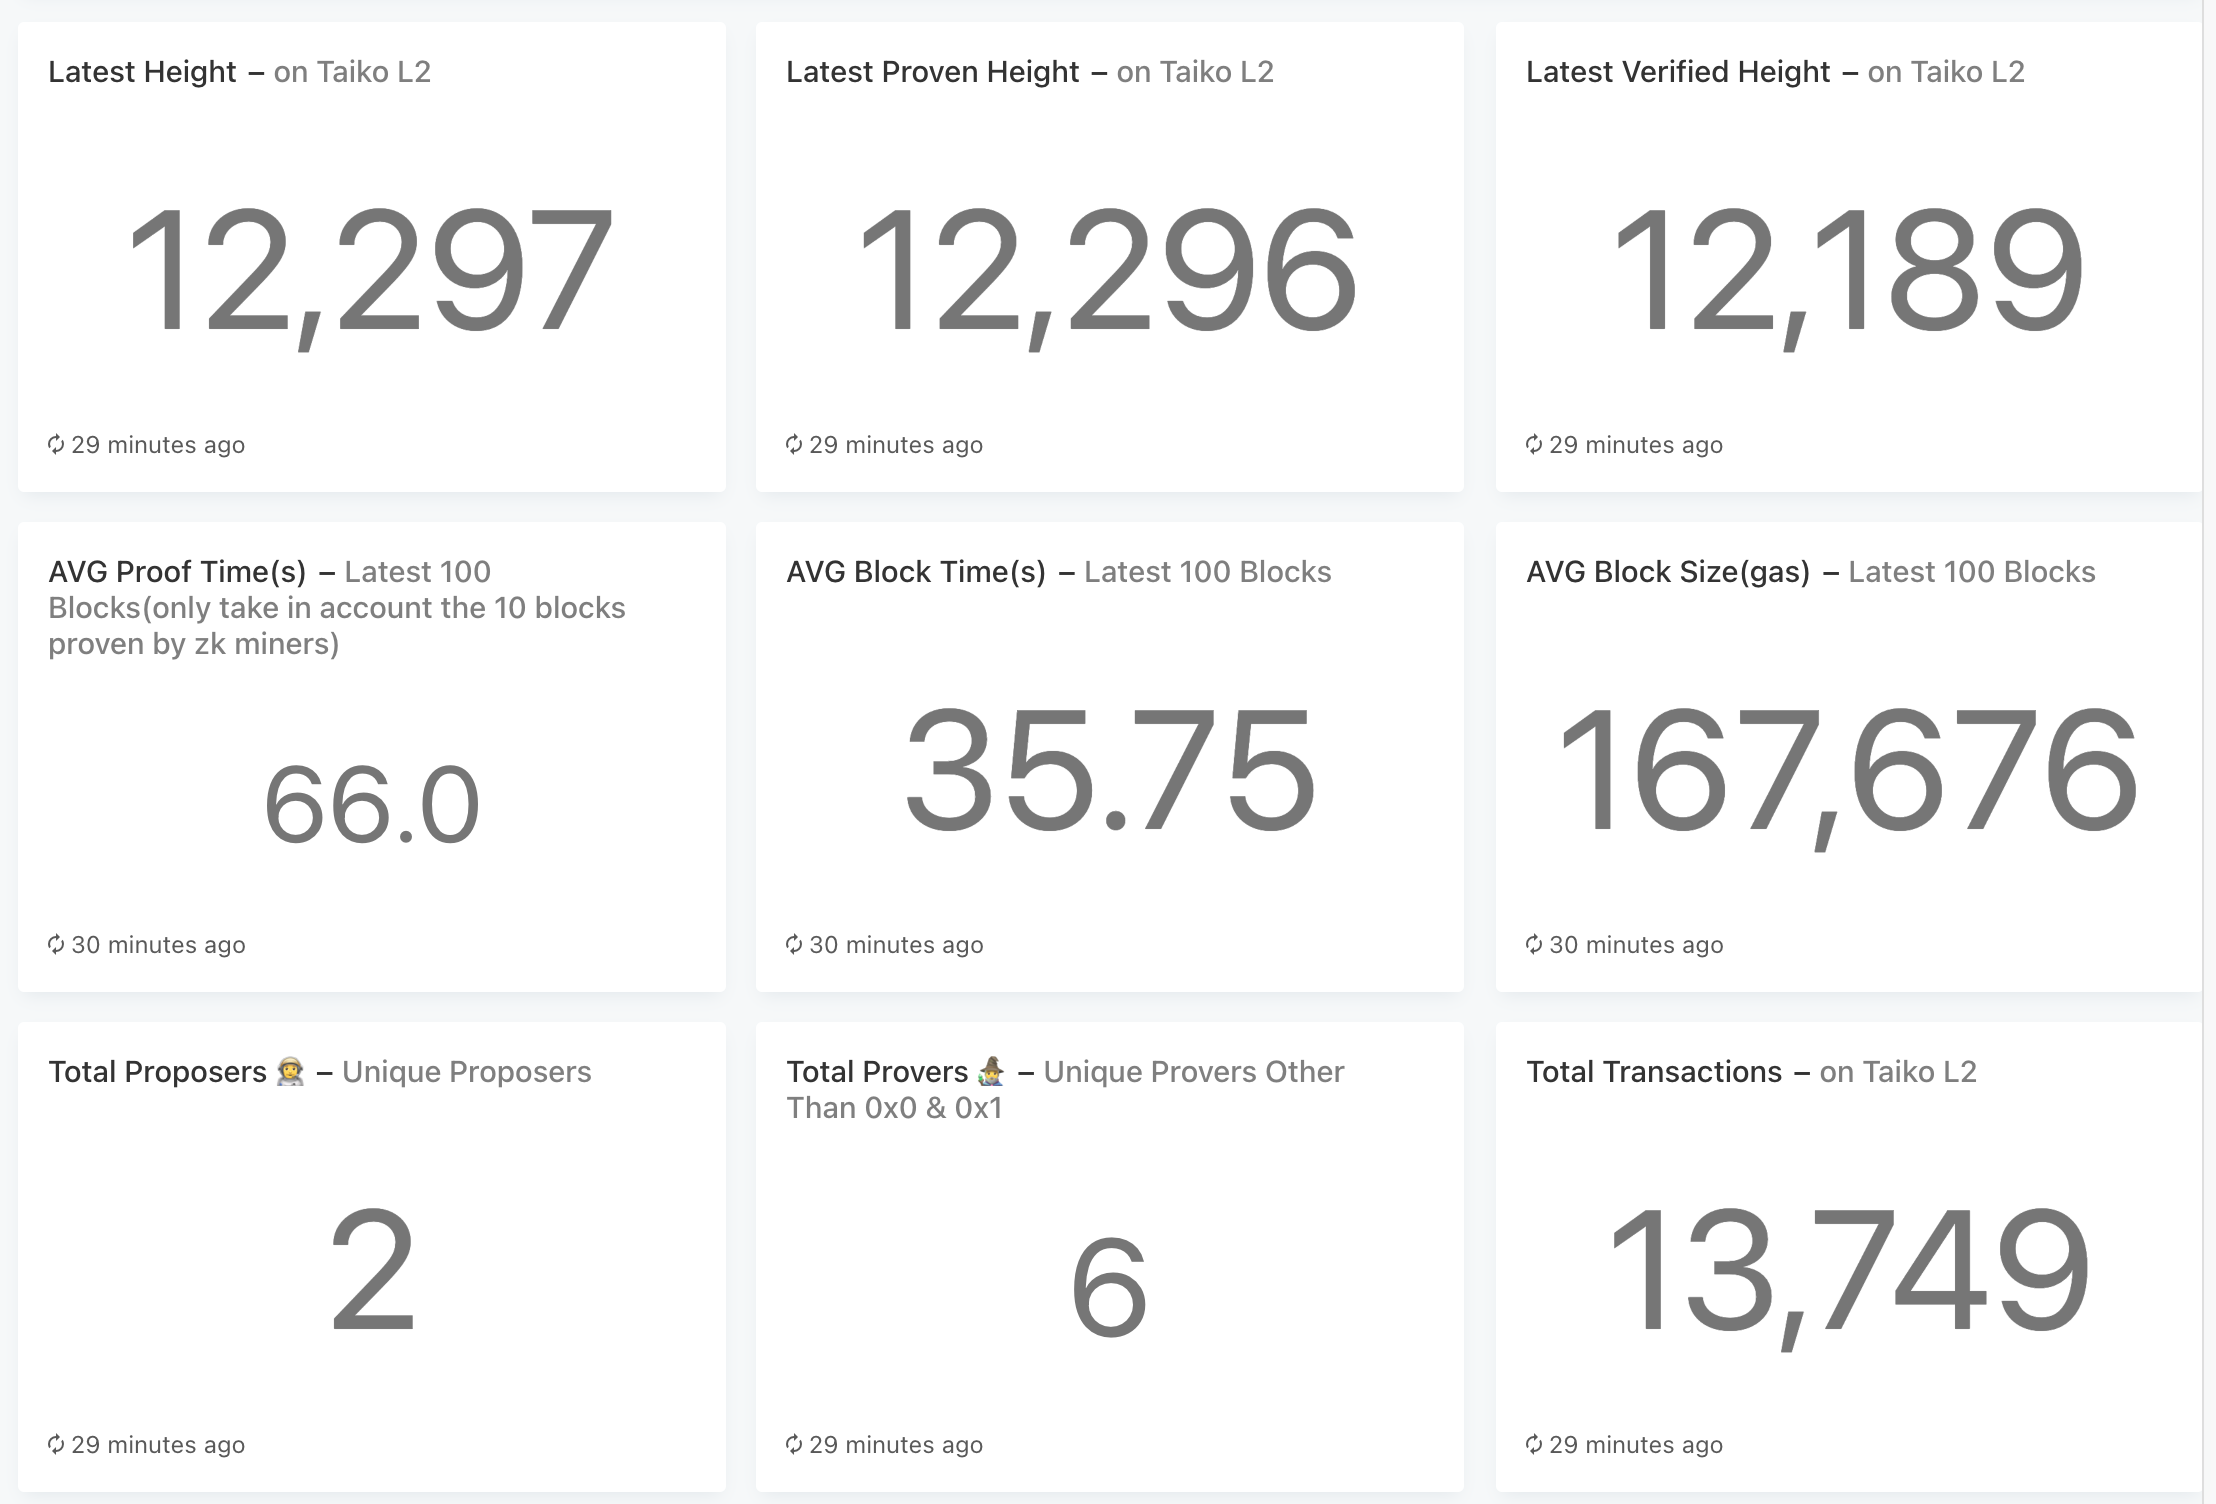 Latest Height – on Taiko L2
12,297
29 minutes ago
Latest Proven Height – on Taiko L2
12,296
29 minutes ago
Latest Verified Height – on Taiko L2
12,189
29 minutes ago
AVG Proof Time(s) – Latest 100
Blocks(only take in account the 10 blocks
proven by zk miners)
66.0
30 minutes ago
AVG Block Time(s) – Latest 100 Blocks
35.75
30 minutes ago
AVG Block Size(gas) – Latest 100 Blocks
167,676
30 minutes ago
Total Proposers 🧑‍🚀 – Unique Proposers
2
29 minutes ago
Total Provers 🧙 – Unique Provers Other
Than 0x0 & 0x1
6
29 minutes ago
Total Transactions – on Taiko L2
13,749
29 minutes ago